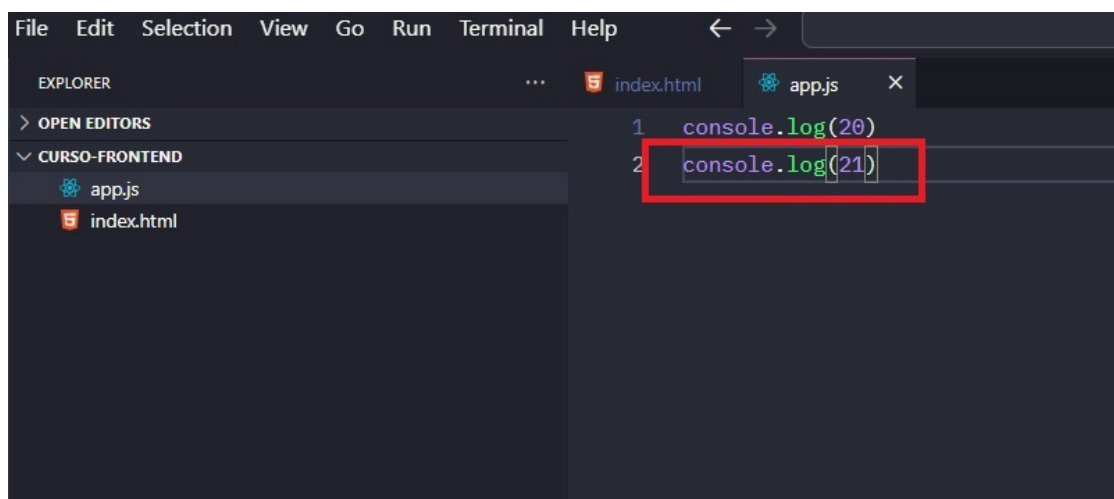 File Edit Selection View Go Run Terminal Help
EXPLORER
OPEN EDITORS
CURSO-FRONTEND
app.js
index.html
index.html app.js
1 console.log(20)
2 console.log(21)